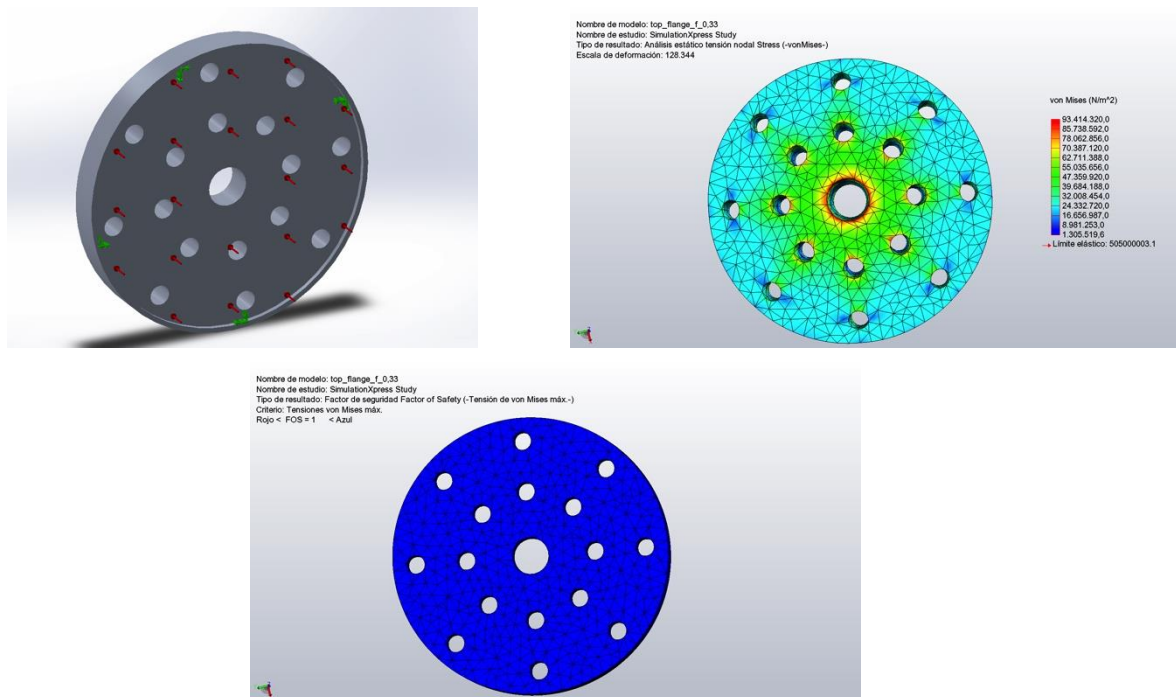 Nombre de modelo: top_flange_f_0,33
Nombre de estudio: SimulationXpress Study
Tipo de resultado: Análisis estático tensión nodal Stress (-vonMises-)
Escala de deformación: 128.344
von Mises (N/m^2)
93.414.320,0
85.738.592,0
78.062.856,0
70.387.120,0
62.711.388,0
55.035.656,0
47.359.920,0
39.684.188,0
32.008.454,0
24.332.720,0
16.656.987,0
8.981.253,0
1.305.519,6
Límite elástico: 505000003.1
Nombre de modelo: top_flange_f_0,33
Nombre de estudio: SimulationXpress Study
Tipo de resultado: Factor de seguridad Factor of Safety (-Tensión de von Mises máx.-)
Criterio: Tensiones von Mises máx.
Rojo < FOS = 1 < Azul